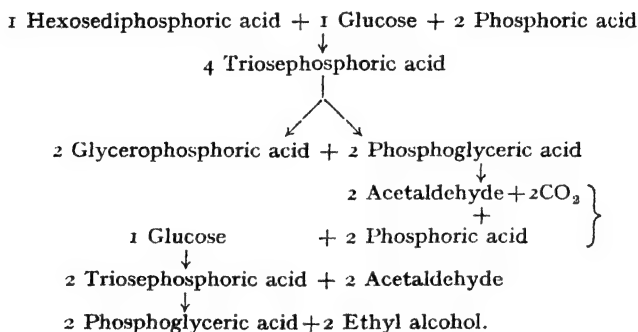 1 Hexosediphosphoric acid + 1 Glucose + 2 Phosphoric acid
4 Triosephosphoric acid
2 Glycerophosphoric acid + 2 Phosphoglyceric acid
2 Acetaldehyde + 2CO₂
+
1 Glucose + 2 Phosphoric acid
2 Triosephosphoric acid + 2 Acetaldehyde
2 Phosphoglyceric acid + 2 Ethyl alcohol.